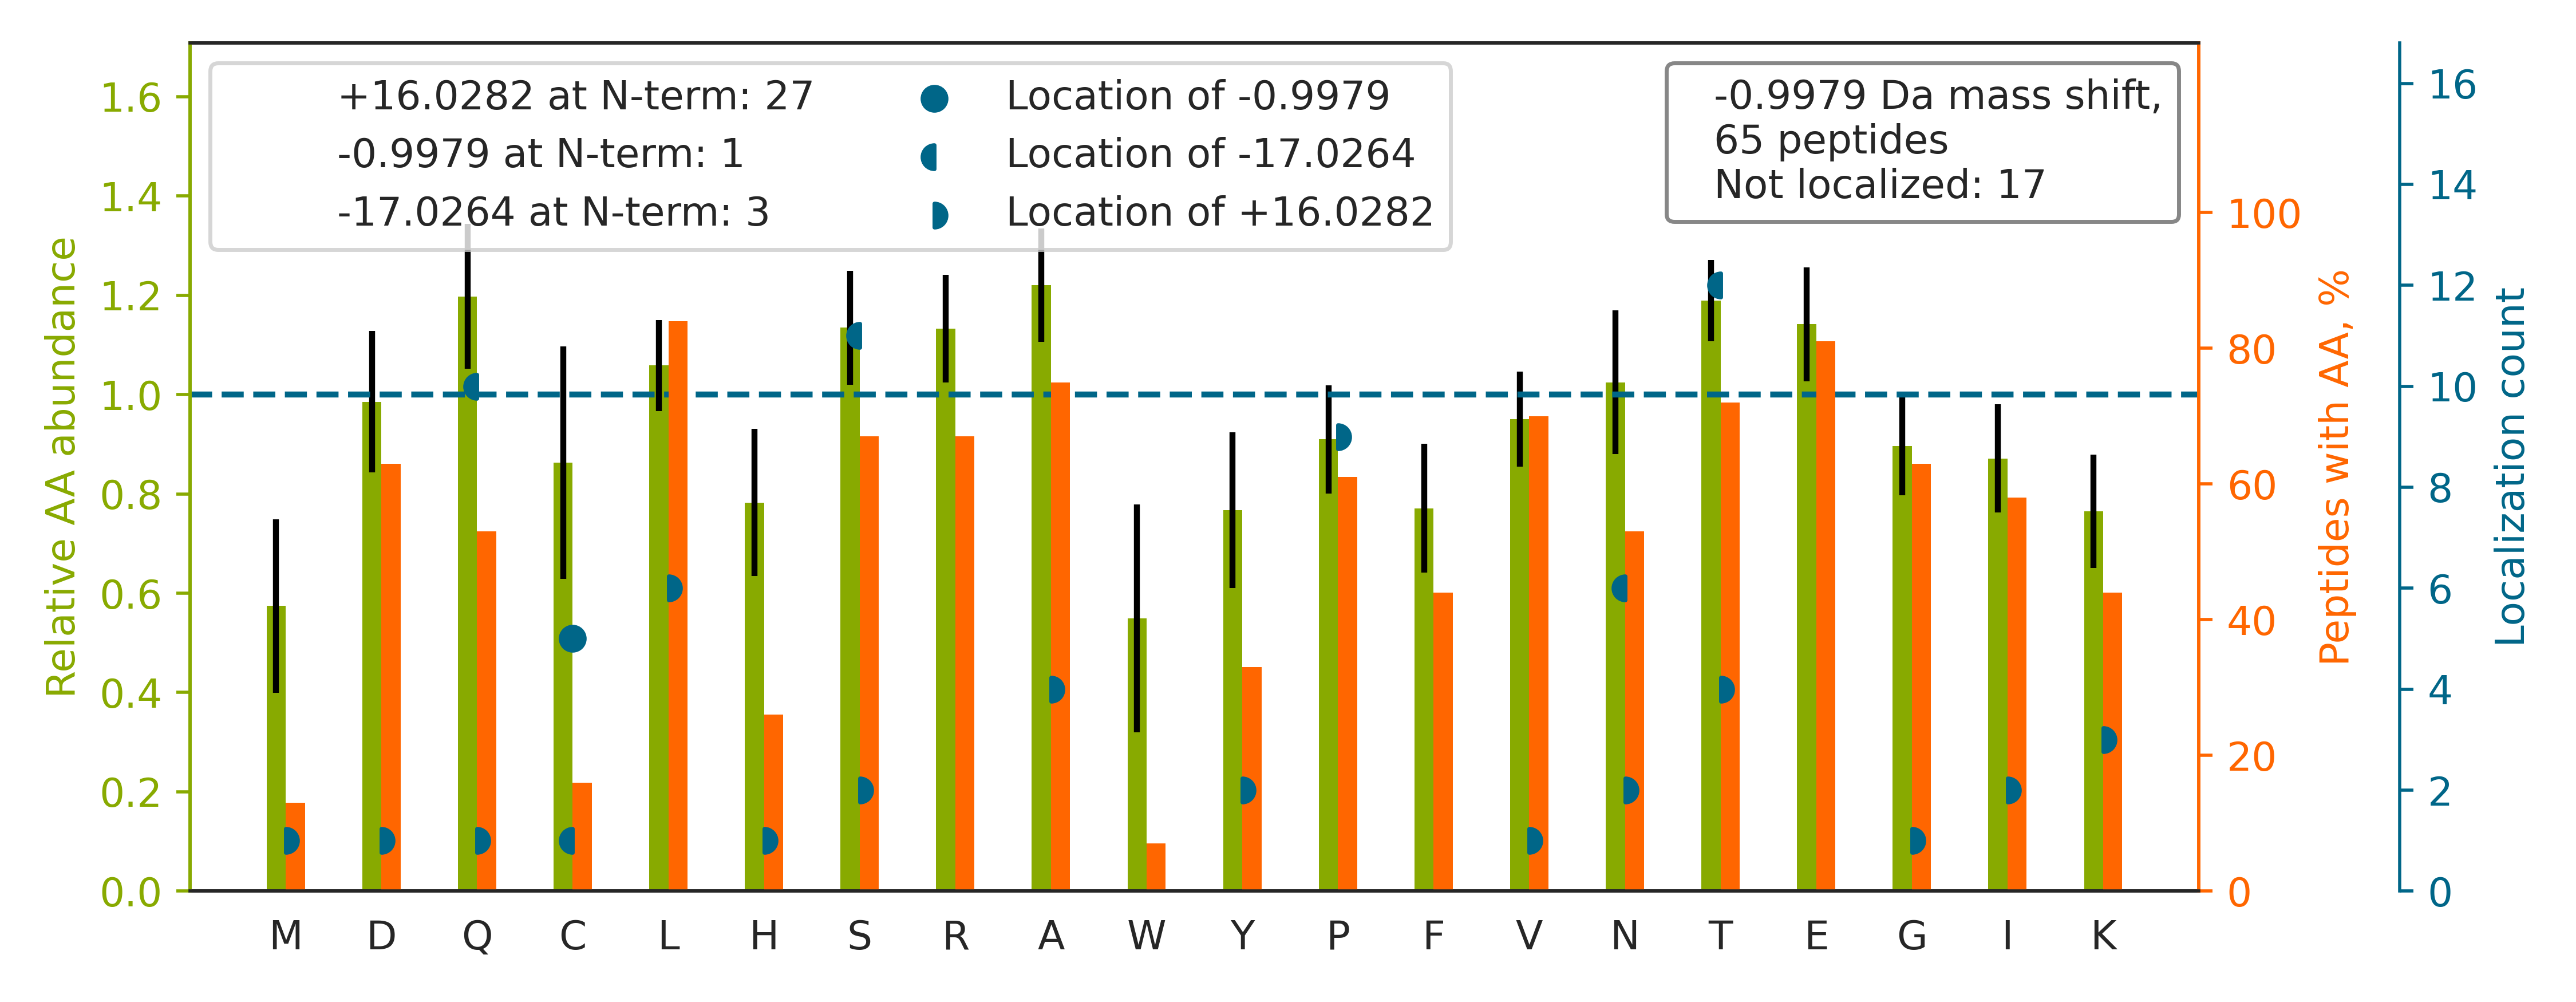 +16.0282 at N-term: 27
-0.9979 at N-term: 1
-17.0264 at N-term: 3
Location of -0.9979
Location of -17.0264
Location of +16.0282
-0.9979 Da mass shift,
65 peptides
Not localized: 17
Relative AA abundance
1.6
1.4
1.2
1.0
0.8
0.6
0.4
0.2
0.0
100
80
60
40
20
0
Peptides with AA, %
16
14
12
10
8
6
4
2
0
Localization count
M D Q C L H S R A W Y P F V N T E G I K